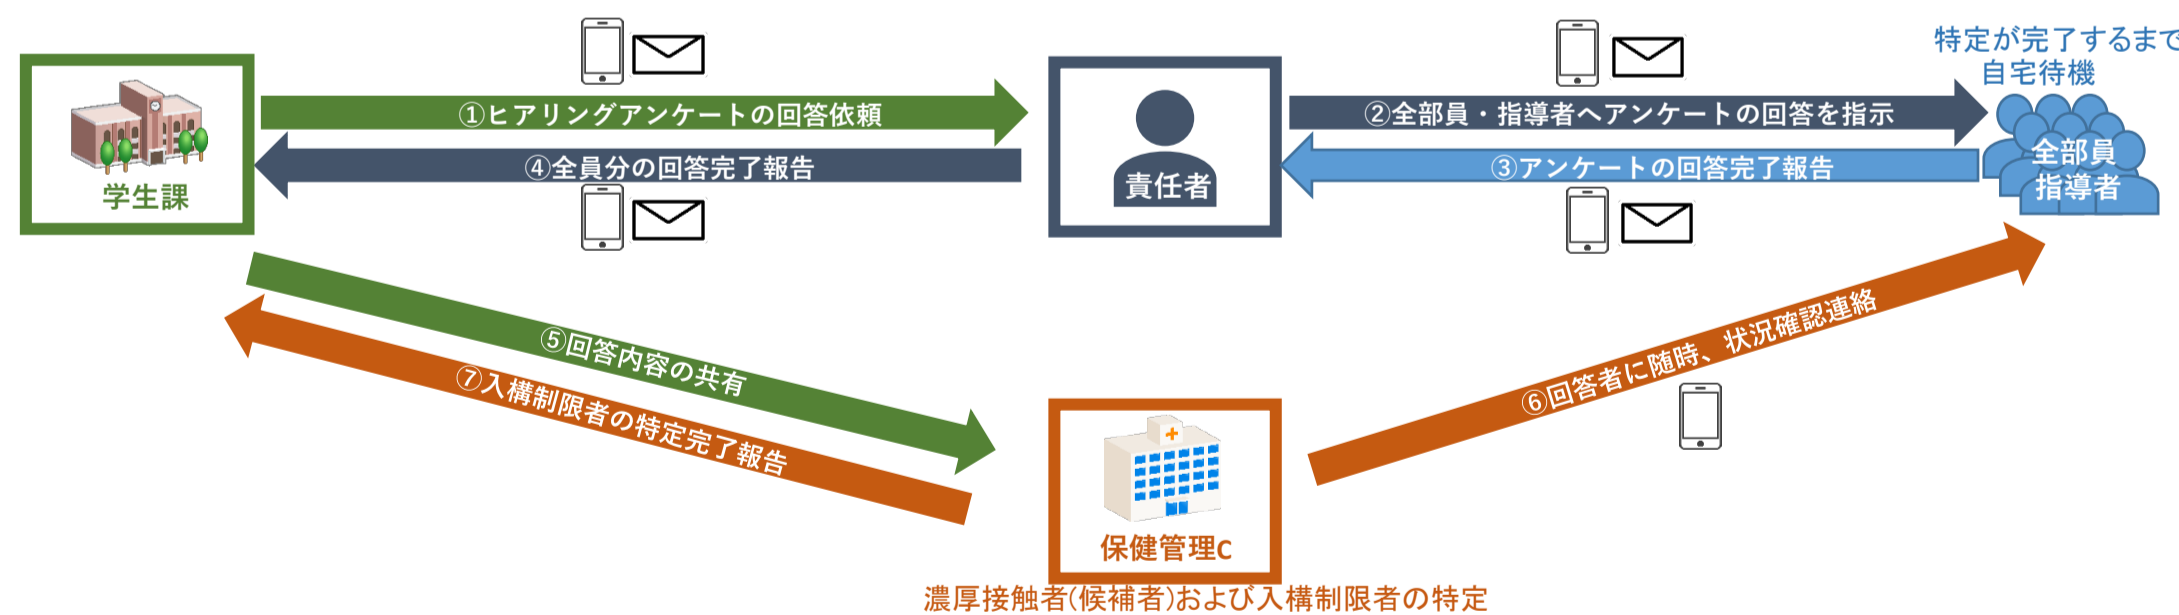 特定が完了するまで
自宅待機
①ヒアリングアンケートの回答依頼
②全部員・指導者へアンケートの回答を指示
④全員分の回答完了報告
③アンケートの回答完了報告
学生課
責任者
全部員
指導者
⑤回答内容の共有
⑦入構制限者の特定完了報告
⑥回答者に随時、状況確認連絡
保健管理C
濃厚接触者(候補者)および入構制限者の特定